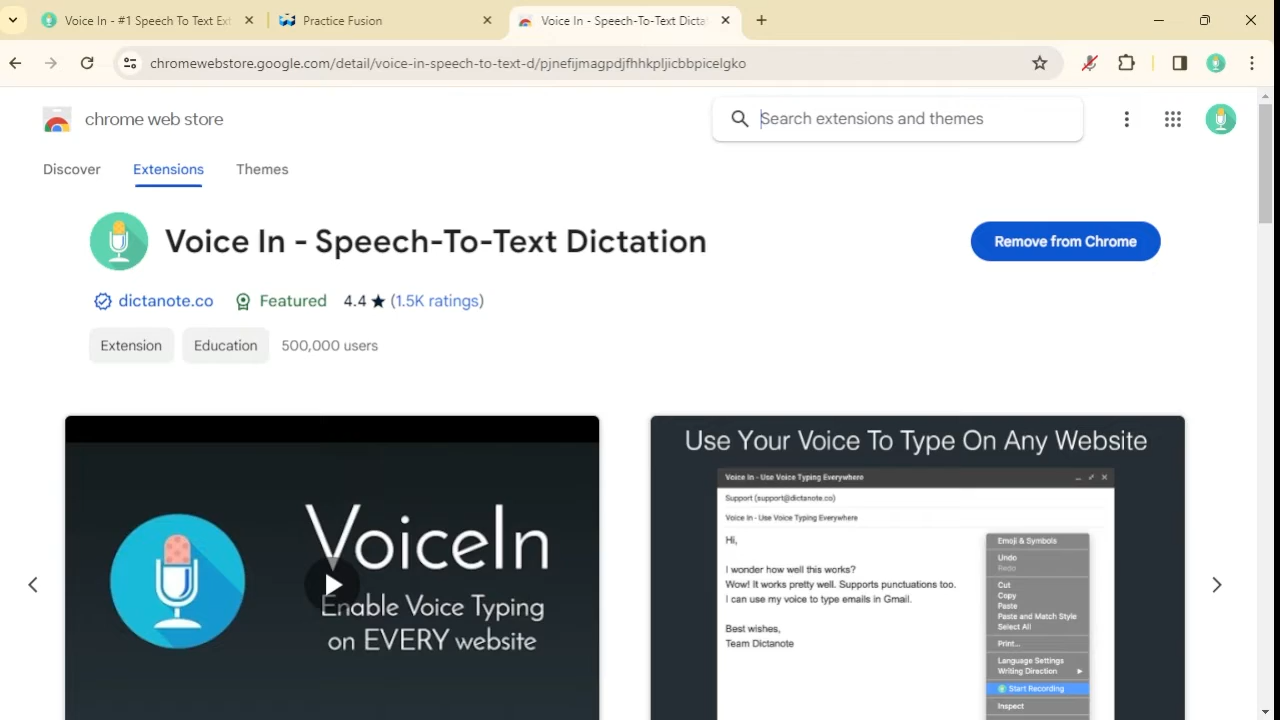 Voice In - #1 Speech To Text Ext
Practice Fusion
Voice In - Speech-To-Text Dicta
chromewebstore.google.com/detail/voice-in-speech-to-text-d/pjnefijmagpdjfhhkpljicbbpicelgko
chrome web store
Search extensions and themes
Discover
Extensions
Themes
Voice In - Speech-To-Text Dictation
Remove from Chrome
dictanote.co
Featured
4.4 ★ (1.5K ratings)
Extension
Education
500,000 users
VoiceIn
Enable Voice Typing
on EVERY website
Use Your Voice To Type On Any Website
Voice In - Use Voice Typing Everywhere
Support (support@dictanote.co)
Voice In - Use Voice Typing Everywhere
Hi,
I wonder how well this works?
Wow! It works pretty well. Supports punctuations too.
I can use my voice to type emails in Gmail.
Best wishes,
Team Dictanote
Emoji & Symbols
Undo
Redo
Cut
Copy
Paste
Paste and Match Style
Select All
Print...
Language Settings
Writing Direction
Start Recording
Inspect